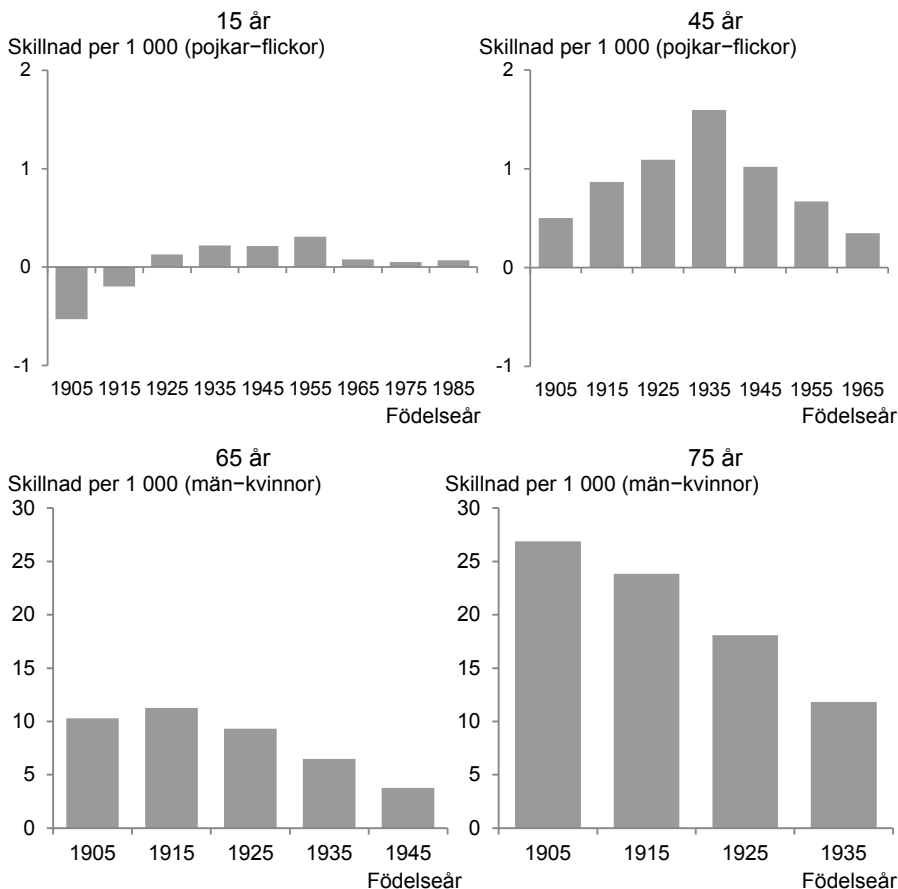 15 år
Skillnad per 1 000 (pojkar−flickor)
2
1
0
-1
1905 1915 1925 1935 1945 1955 1965 1975 1985
Födelseår
45 år
Skillnad per 1 000 (pojkar−flickor)
2
1
0
-1
1905 1915 1925 1935 1945 1955 1965
Födelseår
65 år
Skillnad per 1 000 (män−kvinnor)
30
25
20
15
10
5
0
1905 1915 1925 1935 1945
Födelseår
75 år
Skillnad per 1 000 (män−kvinnor)
30
25
20
15
10
5
0
1905 1915 1925 1935
Födelseår